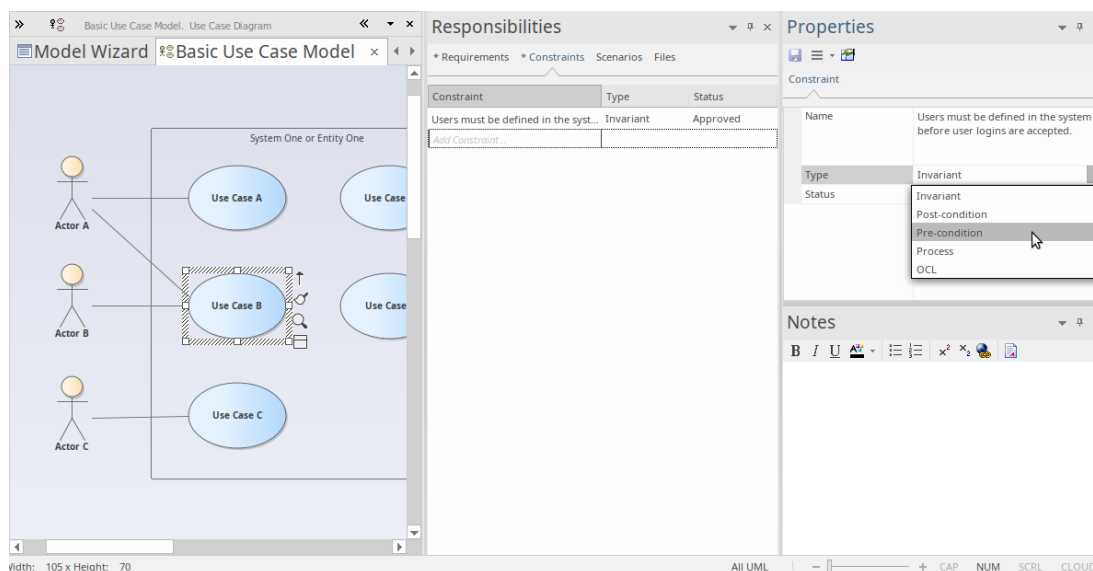 Basic Use Case Model. Use Case Diagram
Model Wizard
Basic Use Case Model
System One or Entity One
Actor A
Use Case A
Use Case
Actor B
Use Case B
Use Case
Actor C
Use Case C
Width: 105 x Height: 70
Responsibilities
* Requirements * Constraints Scenarios Files
Constraint Type Status
Users must be defined in the syst... Invariant Approved
Add Constraint...
Properties
Constraint
Name Users must be defined in the system
before user logins are accepted.
Type Invariant
Status
Invariant
Post-condition
Pre-condition
Process
OCL
Notes
B I U
x² x₂
All UML
CAP NUM SCRL CLOUD